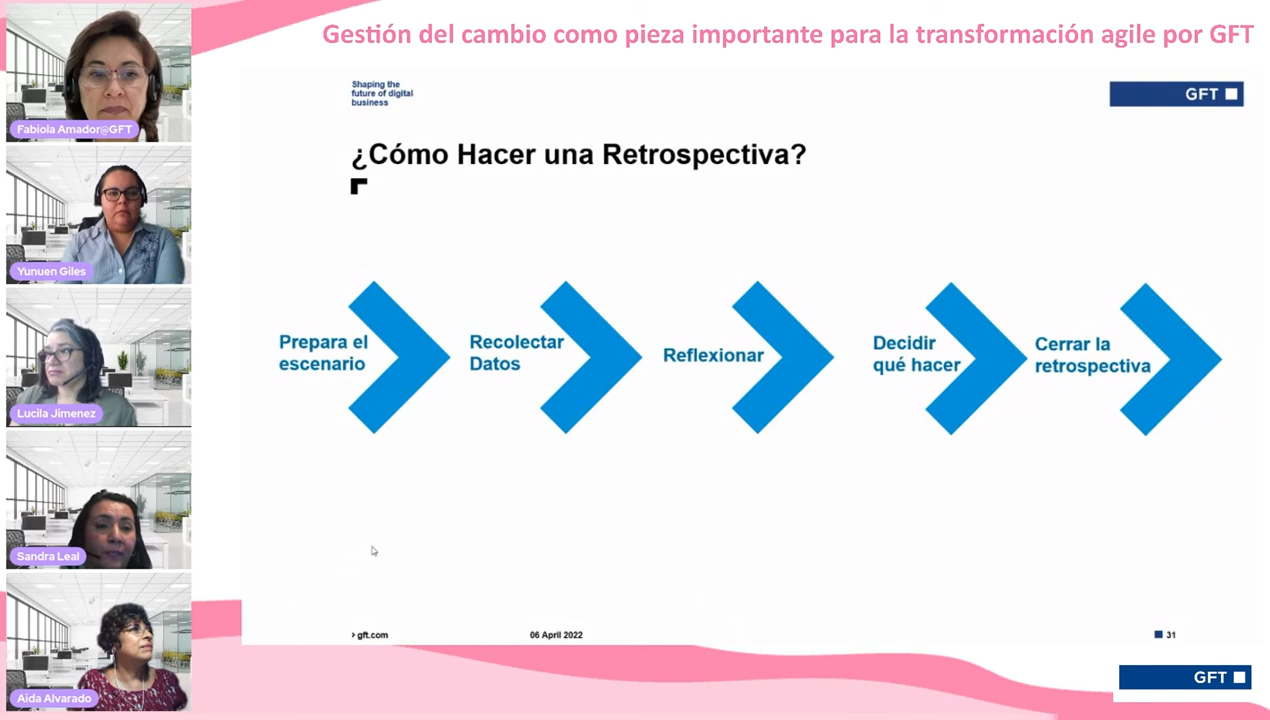 Gestión del cambio como pieza importante para la transformación agile por GFT
Shaping the
future of digital
business
GFT
¿Cómo Hacer una Retrospectiva?
Prepara el
escenario
Recolectar
Datos
Reflexionar
Decidir
qué hacer
Cerrar la
retrospectiva
› gft.com
06 April 2022
31
GFT
Fabiola Amador@GFT
Yunuen Giles
Lucila Jimenez
Sandra Leal
Aida Alvarado